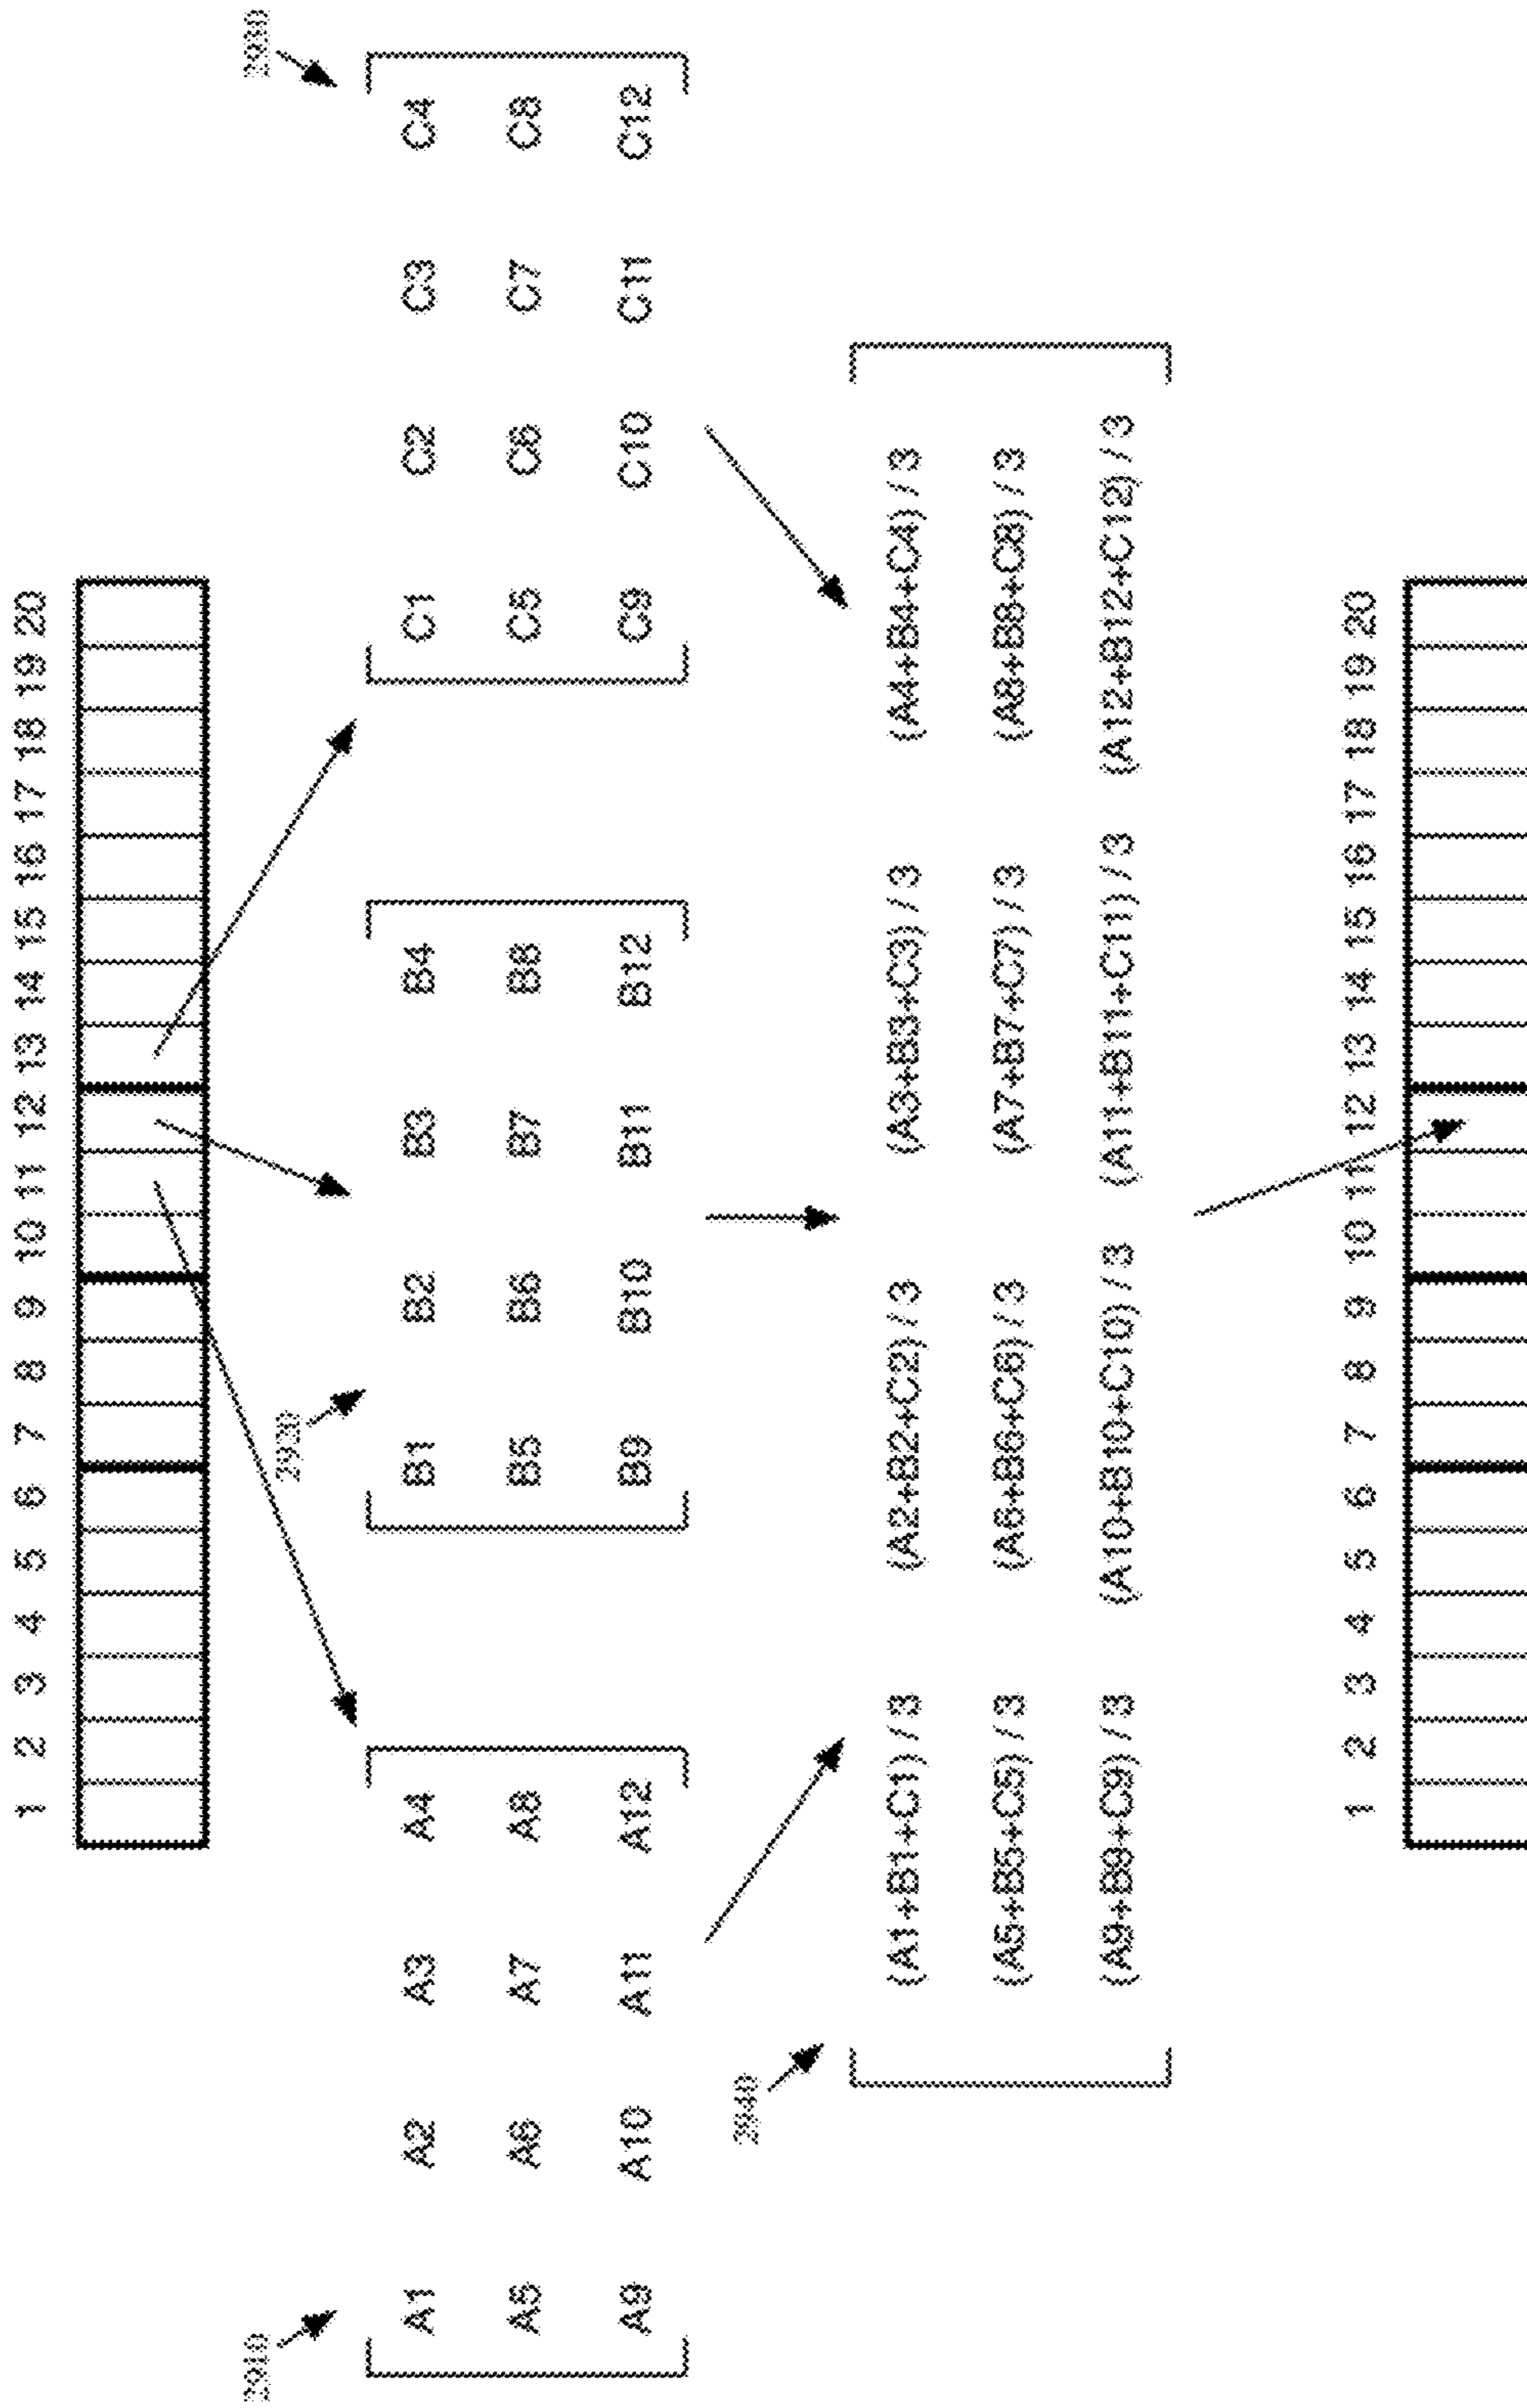 1 2 3 4 5 6 7 8 9 10 11 12 13 14 15 16 17 18 19 20
2910
2920
2930
A1 A2 A3 A4
A5 A6 A7 A8
A9 A10 A11 A12
B1 B2 B3 B4
B5 B6 B7 B8
B9 B10 B11 B12
C1 C2 C3 C4
C5 C6 C7 C8
C9 C10 C11 C12
2940
(A1+B1+C1) / 3 (A2+B2+C2) / 3 (A3+B3+C3) / 3 (A4+B4+C4) / 3
(A5+B5+C5) / 3 (A6+B6+C6) / 3 (A7+B7+C7) / 3 (A8+B8+C8) / 3
(A9+B9+C9) / 3 (A10+B10+C10) / 3 (A11+B11+C11) / 3 (A12+B12+C12) / 3
1 2 3 4 5 6 7 8 9 10 11 12 13 14 15 16 17 18 19 20